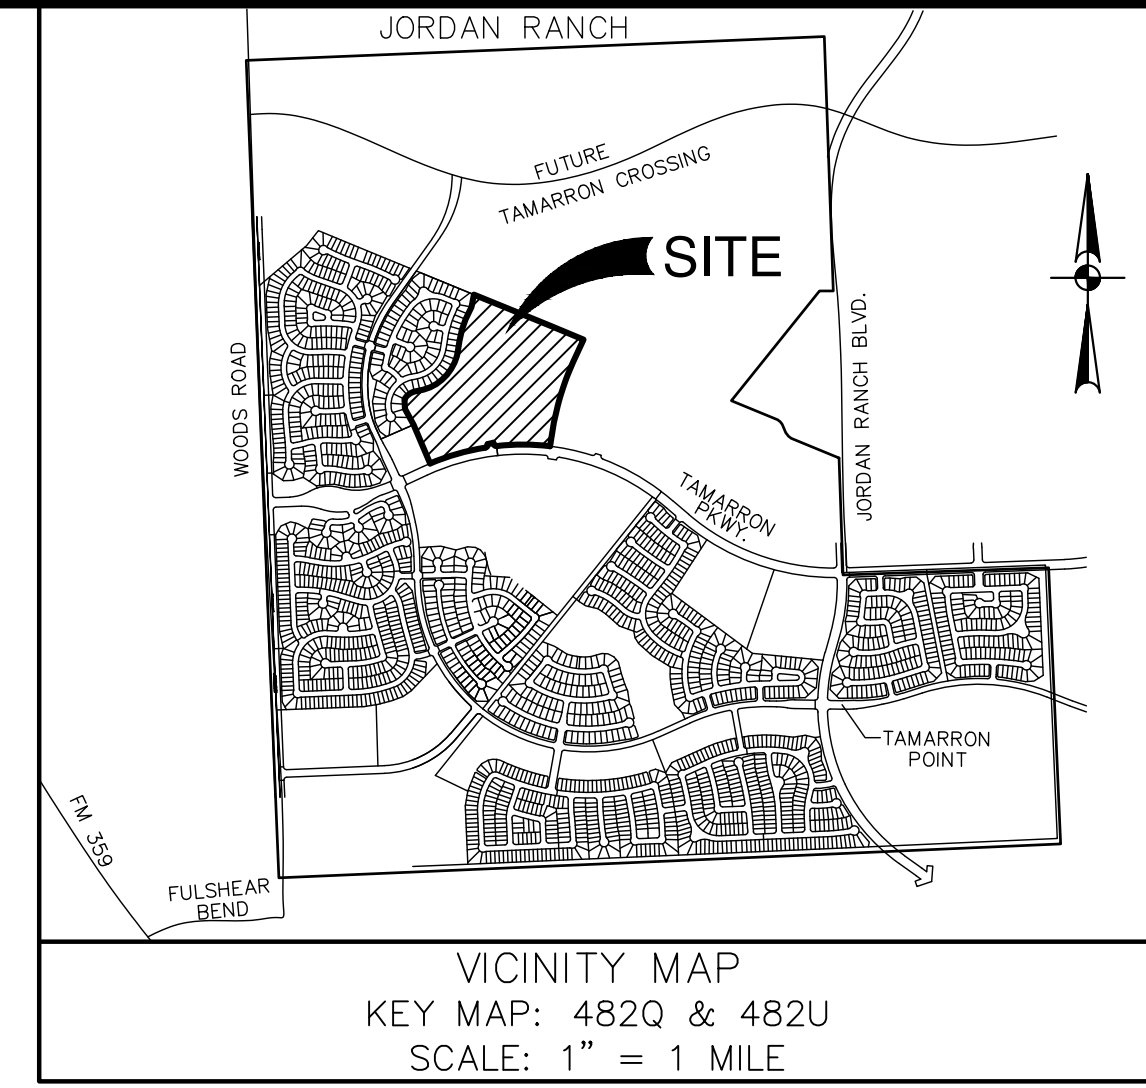 JORDAN RANCH
FUTURE
TAMARRON CROSSING
SITE
WOODS ROAD
JORDAN RANCH BLVD.
TAMARRON
PKWY.
TAMARRON
POINT
FM 359
FULSHEAR
BEND
VICINITY MAP
KEY MAP: 482Q & 482U
SCALE: 1” = 1 MILE